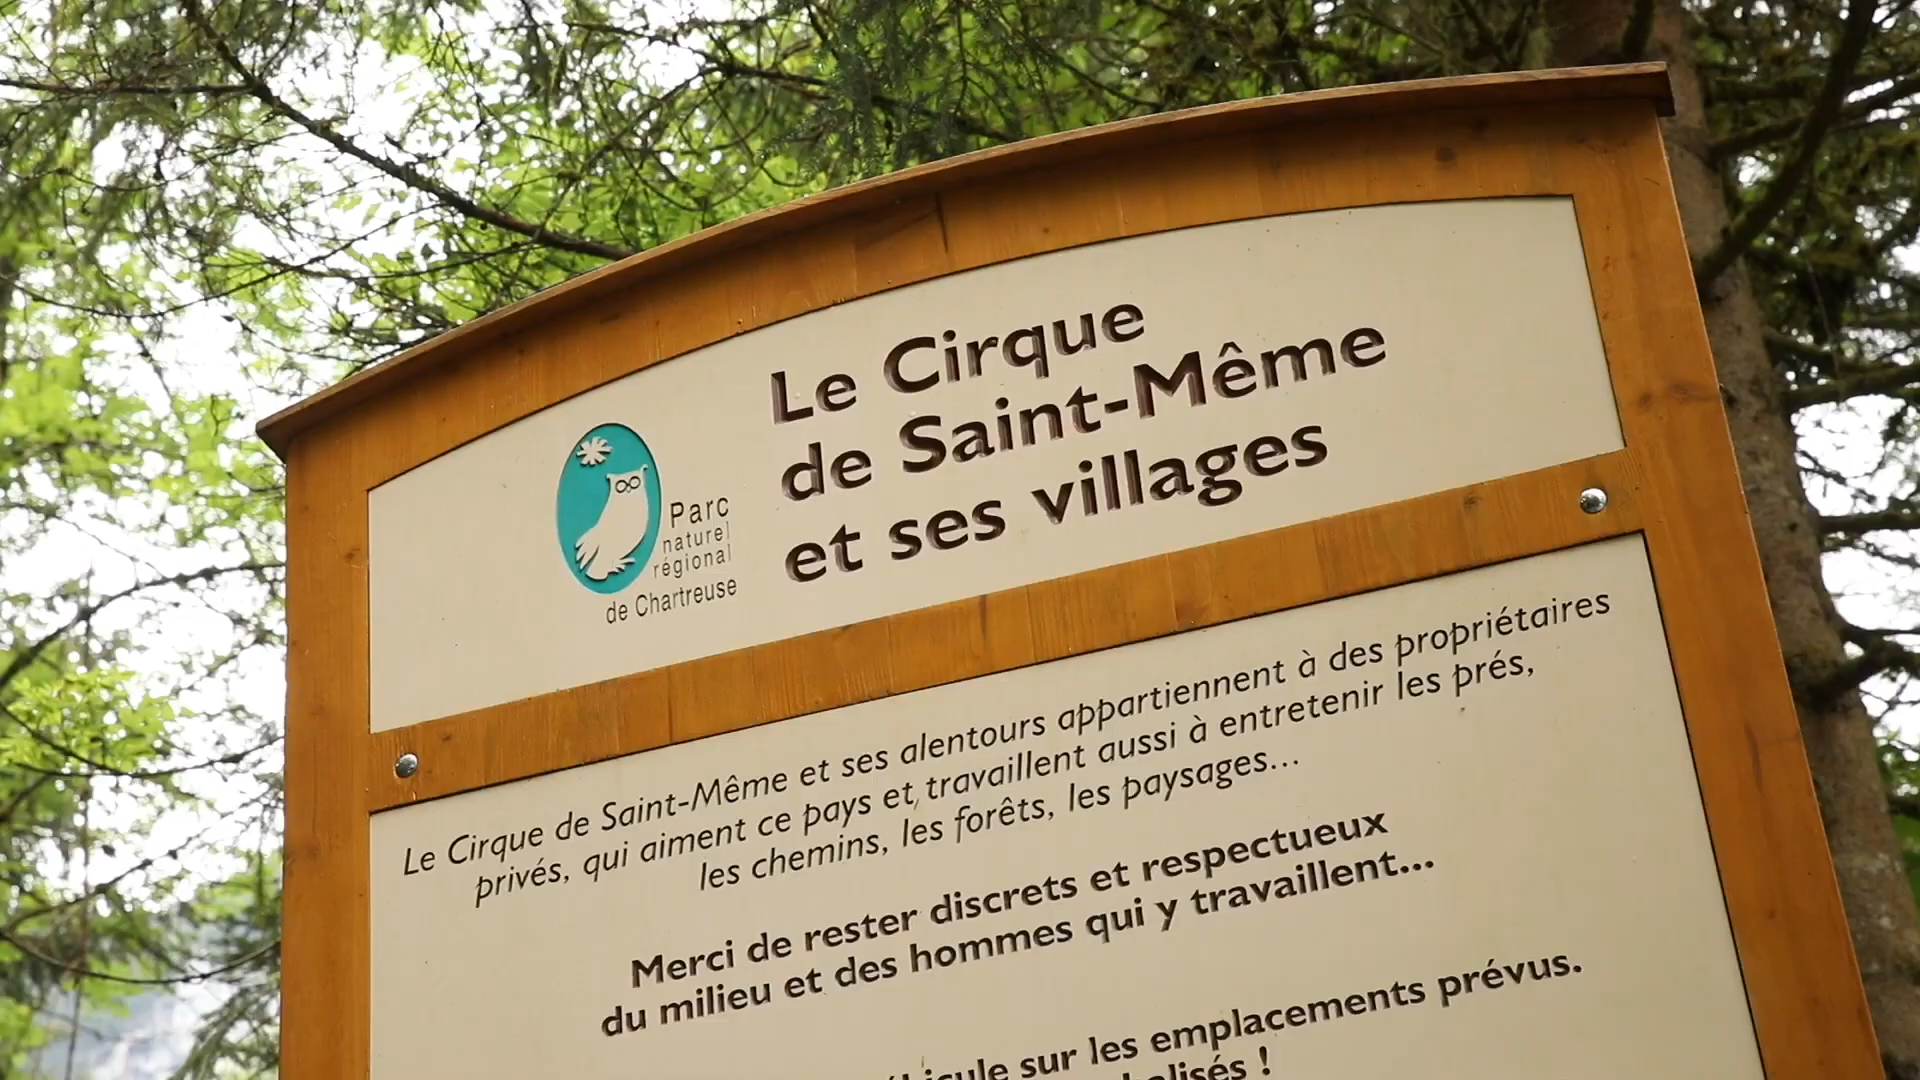 Le Cirque
de Saint-Même
et ses villages
Parc
naturel
régional
de Chartreuse
Le Cirque de Saint-Même et ses alentours appartiennent à des propriétaires
privés, qui aiment ce pays et travaillent aussi à entretenir les prés,
les chemins, les forêts, les paysages...
Merci de rester discrets et respectueux
du milieu et des hommes qui y travaillent...
sur les emplacements prévus.
!